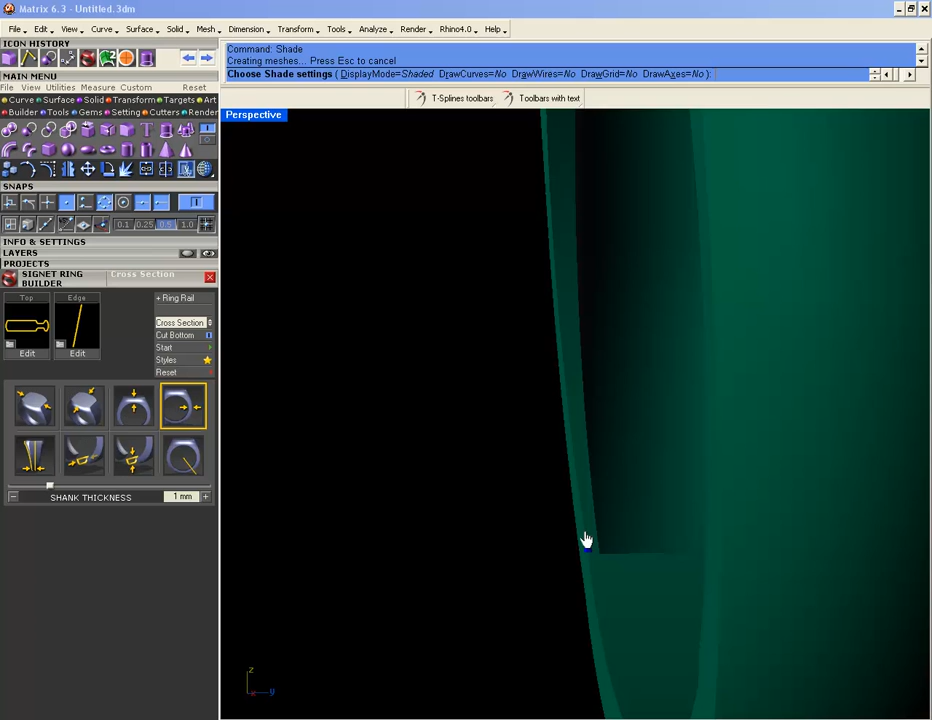 Matrix 6.3 - Untitled.3dm
File Edit View Curve Surface Solid Mesh Dimension Transform Tools Analyze Render Rhino4.0 Help
ICON HISTORY
Command: Shade
Creating meshes... Press Esc to cancel
Choose Shade settings ( DisplayMode=Shaded DrawCurves=No DrawWires=No DrawGrid=No DrawAxes=No ):
MAIN MENU
File View Utilities Measure Custom Reset
Curve Surface Solid Transform Targets Art
Builder Tools Gems Setting Cutters Render
T-Splines toolbars Toolbars with text
Perspective
SNAPS
0.1 0.25 0.5 1.0
INFO & SETTINGS
LAYERS
PROJECTS
SIGNET RING BUILDER
Cross Section
Top Edge
+ Ring Rail
Cross Section
Cut Bottom
Start
Edit Edit
Styles
Reset
SHANK THICKNESS 1 mm
z
x y